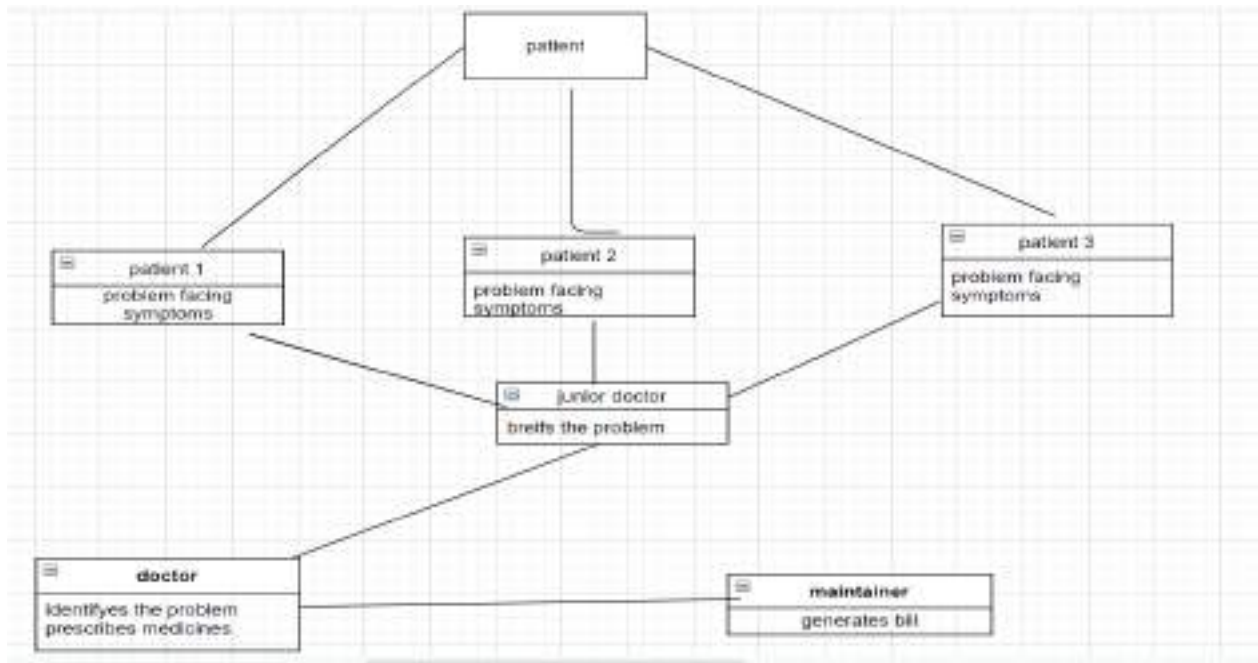 patient
patient 1
problem facing
symptoms
patient 2
problem facing
symptoms
patient 3
problem facing
symptoms
junior doctor
breifs the problem
doctor
identifyes the problem
prescribes medicines
maintainer
generates bill